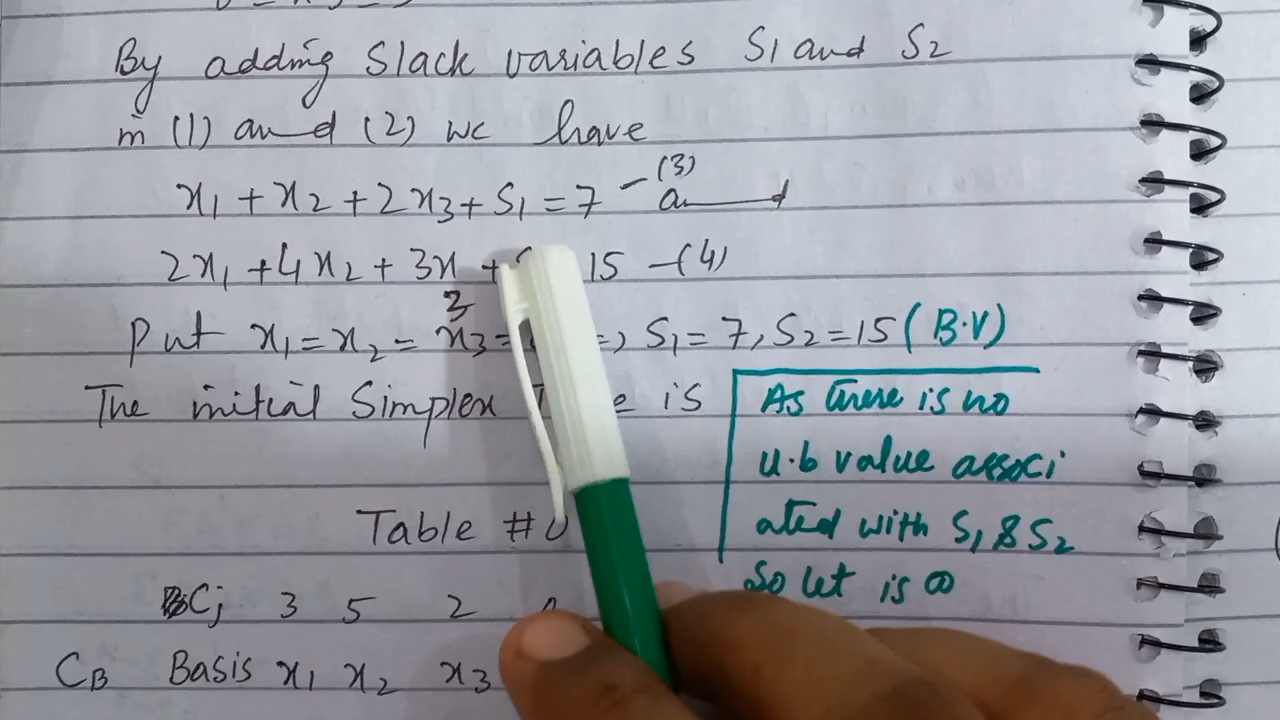 By adding Slack variables S1 and S2
in (1) and (2) we have
x1 + x2 + 2x3 + S1 = 7 -(3) and
2x1 + 4x2 + 3x3 + 15 -(4)
Put x1 = x2 = x3 = => S1 = 7, S2 = 15 (B.V)
The initial Simplex is
As there is no
u.b value associ
ated with S1 & S2
So let is ∞
Table #0
Cj 3 5 2
CB Basis x1 x2 x3